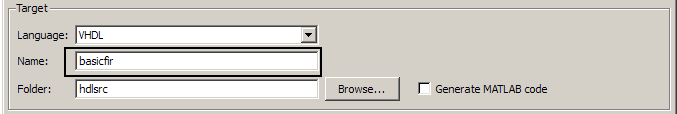 Target
Language: VHDL
Name: basicfir
Folder: hdlsrc Browse... Generate MATLAB code